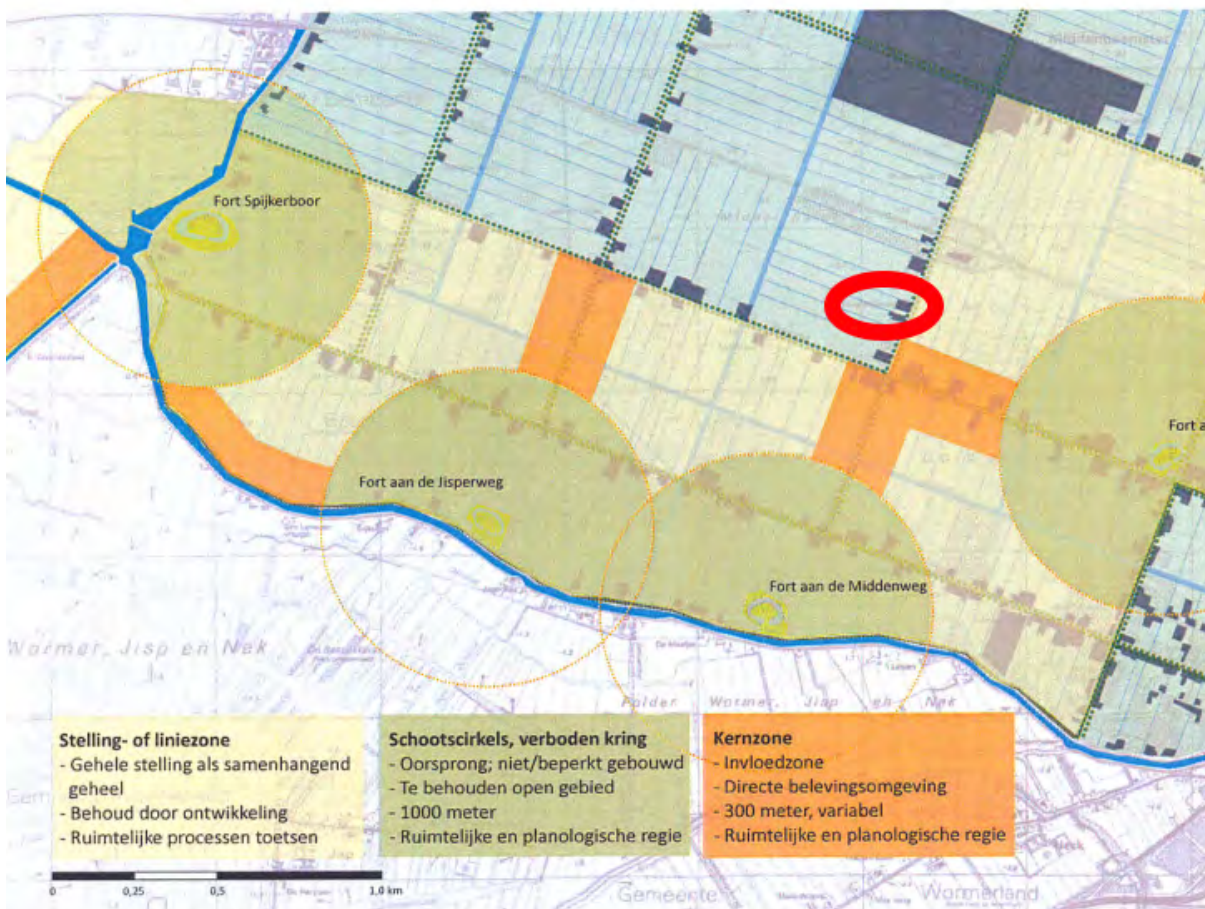 Middenbeemster
Fort Spijkerboor
Fort aan de Jisperweg
Fort a
Fort aan de Middenweg
Wormer, Jisp en Nek
Polder Wormer, Jisp en Nek
Stelling- of liniezone
- Gehele stelling als samenhangend
geheel
- Behoud door ontwikkeling
- Ruimtelijke processen toetsen
Schootscirkels, verboden kring
- Oorsprong; niet/beperkt gebouwd
- Te behouden open gebied
- 1000 meter
- Ruimtelijke en planologische regie
Kernzone
- Invloedzone
- Directe belevingsomgeving
- 300 meter, variabel
- Ruimtelijke en planologische regie
0 0,25 0,5 1,0 km
Gemeente Wormerland